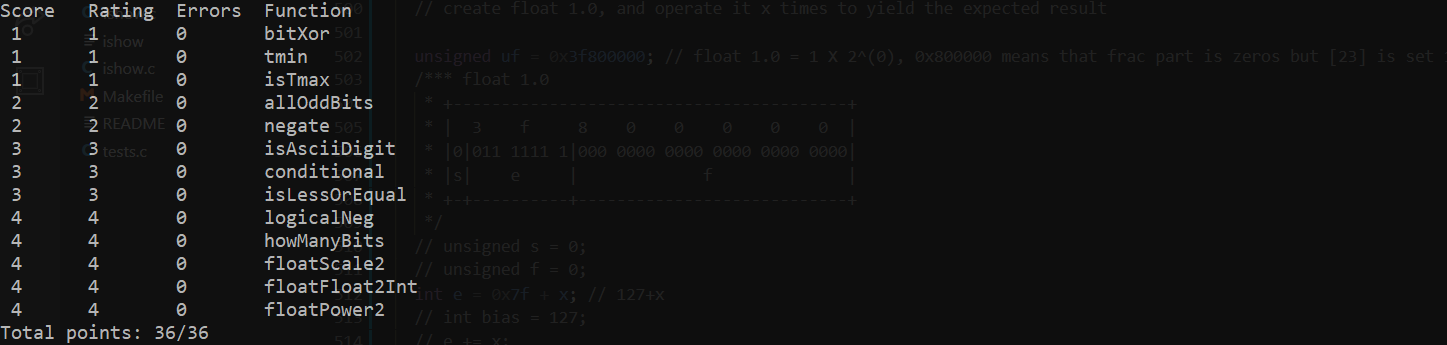 Score Rating Errors Function
1 1 0 bitXor
1 1 0 tmin
1 1 0 isTmax
2 2 0 allOddBits
2 2 0 negate
3 3 0 isAsciiDigit
3 3 0 conditional
3 3 0 isLessOrEqual
4 4 0 logicalNeg
4 4 0 howManyBits
4 4 0 floatScale2
4 4 0 floatFloat2Int
4 4 0 floatPower2
Total points: 36/36
ishow
ishow.c
Makefile
README
tests.c
// create float 1.0, and operate it x times to yield the expected result
501
502 unsigned uf = 0x3f800000; // float 1.0 = 1 X 2^(0), 0x800000 means that frac part is zeros but [23] is set
503 /*** float 1.0
* +---------------------------------------+
505 * | 3 f 8 0 0 0 0 0 |
* |0|011 1111 1|000 0000 0000 0000 0000 0000|
* |s| e | f |
* +-+----------+----------------------------+
*/
// unsigned s = 0;
// unsigned f = 0;
512 int e = 0x7f + x; // 127+x
// int bias = 127;
514 // e += x;